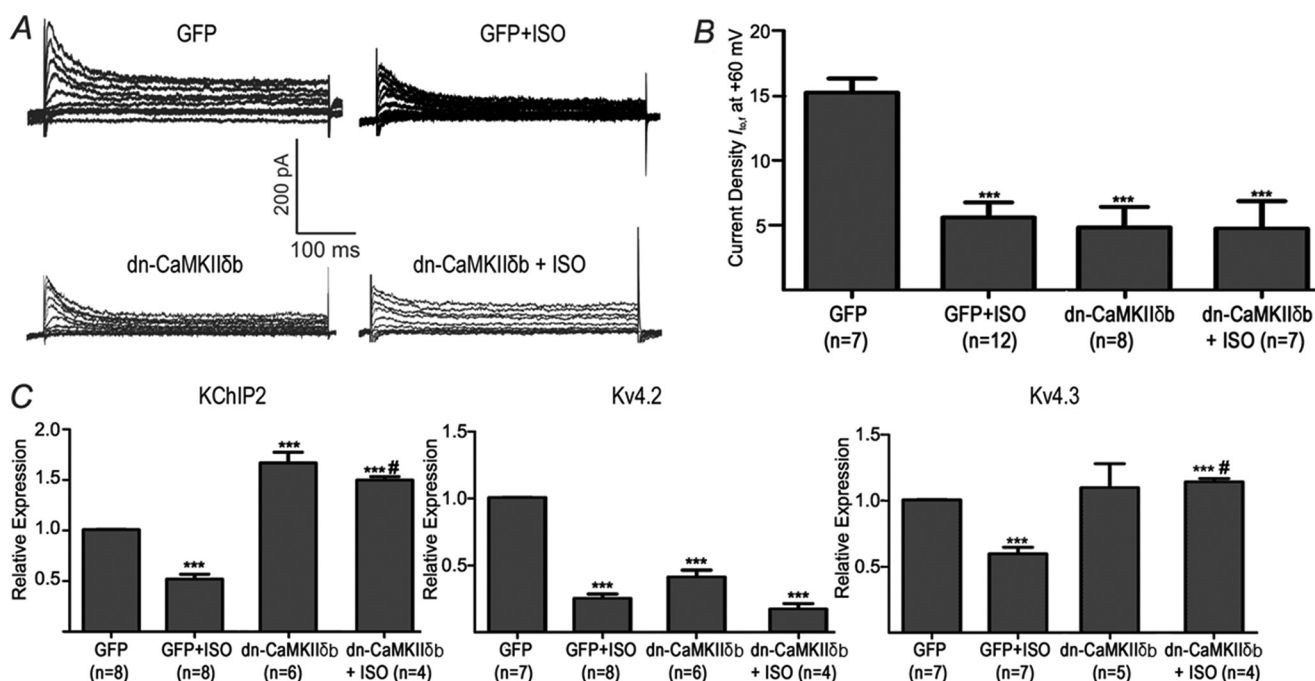 A
GFP
GFP+ISO
200 pA
100 ms
dn-CaMKIIδb
dn-CaMKIIδb + ISO
B
Current Density Ito,f at +60 mV
20
15
10
5
***
***
***
GFP
(n=7)
GFP+ISO
(n=12)
dn-CaMKIIδb
(n=8)
dn-CaMKIIδb
+ ISO (n=7)
C
KChIP2
Relative Expression
2.0
1.5
1.0
0.5
***
***
*** #
GFP
(n=8)
GFP+ISO
(n=8)
dn-CaMKIIδb
(n=6)
dn-CaMKIIδb
+ ISO (n=4)
Kv4.2
Relative Expression
1.5
1.0
0.5
***
***
***
GFP
(n=7)
GFP+ISO
(n=8)
dn-CaMKIIδb
(n=6)
dn-CaMKIIδb
+ ISO (n=4)
Kv4.3
Relative Expression
1.5
1.0
0.5
***
*** #
GFP
(n=7)
GFP+ISO
(n=7)
dn-CaMKIIδb
(n=5)
dn-CaMKIIδb
+ ISO (n=4)